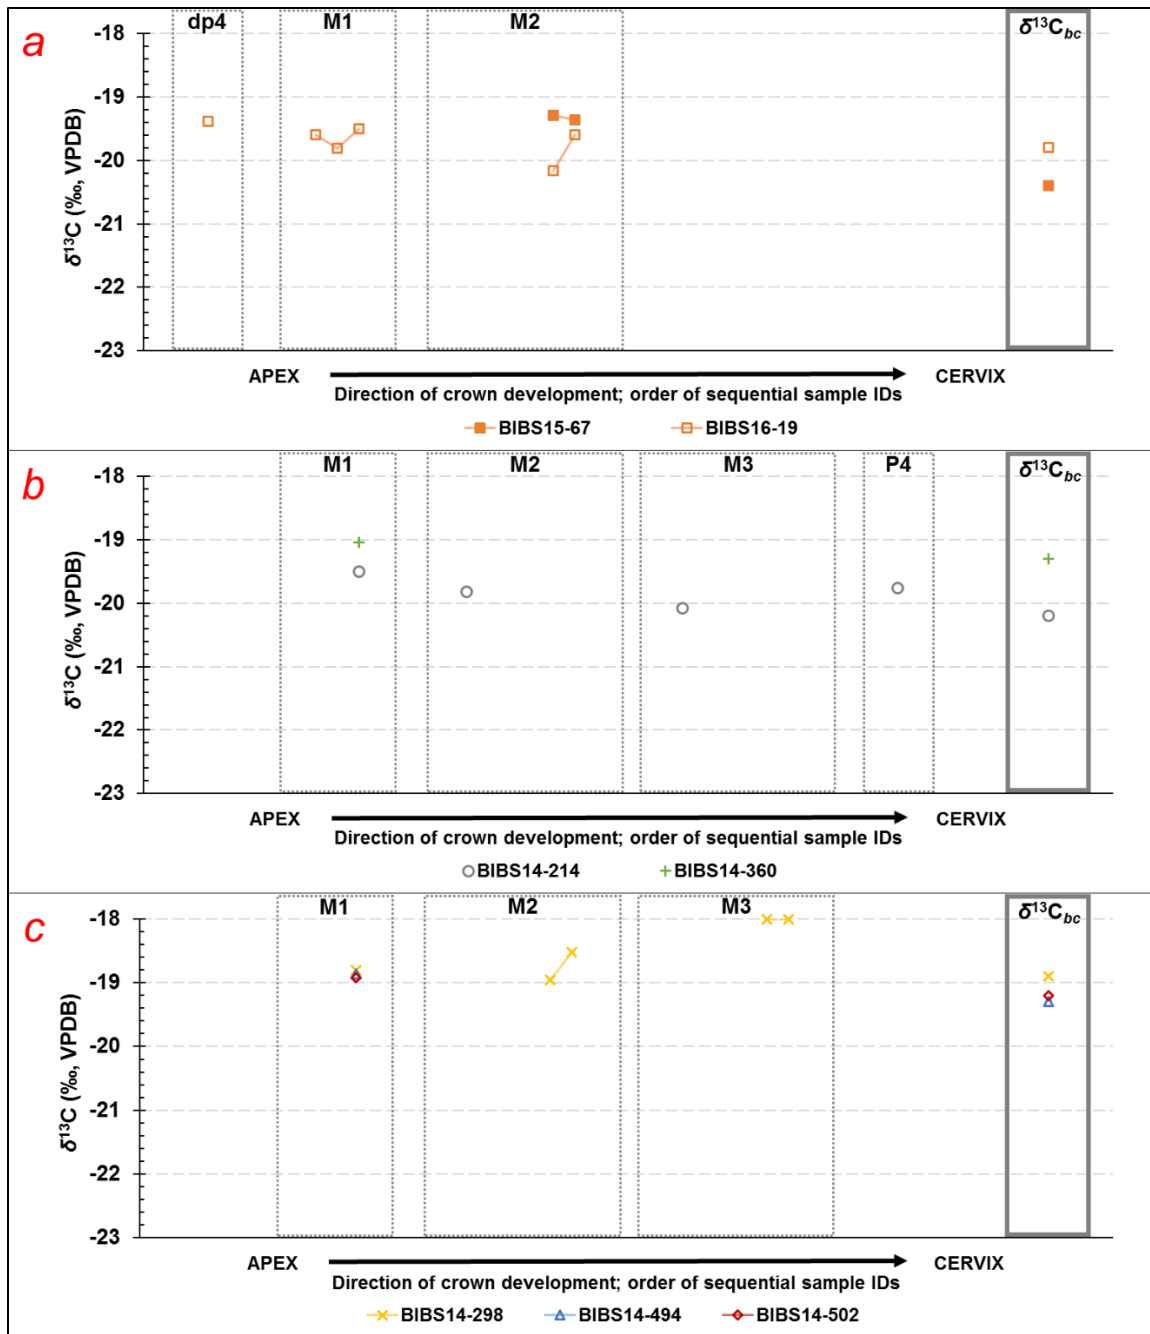 a
dp4 M1 M2 δ¹³C𝑏𝑐
-18
-19
-20
-21
-22
-23
δ¹³C (‰, VPDB)
APEX CERVIX
Direction of crown development; order of sequential sample IDs
BIBS15-67 BIBS16-19
b
M1 M2 M3 P4 δ¹³C𝑏𝑐
-18
-19
-20
-21
-22
-23
δ¹³C (‰, VPDB)
APEX CERVIX
Direction of crown development; order of sequential sample IDs
BIBS14-214 BIBS14-360
c
M1 M2 M3 δ¹³C𝑏𝑐
-18
-19
-20
-21
-22
-23
δ¹³C (‰, VPDB)
APEX CERVIX
Direction of crown development; order of sequential sample IDs
BIBS14-298 BIBS14-494 BIBS14-502